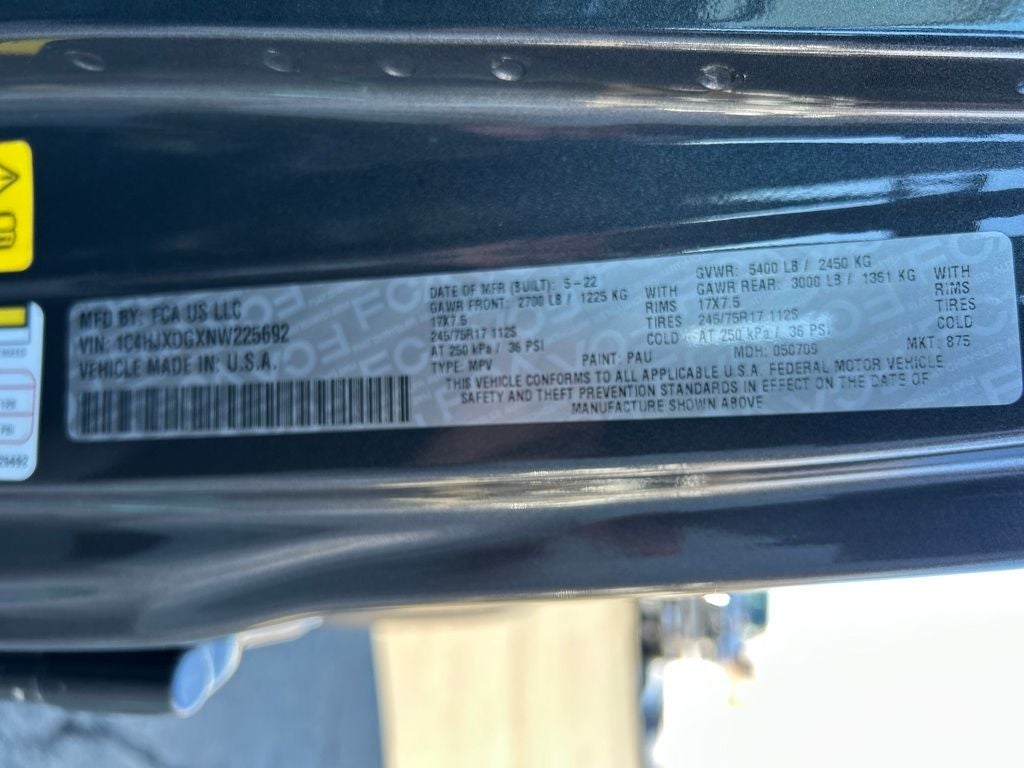 MFD BY: FCA US LLC
VIN: 1C4HJXDGXNW225692
VEHICLE MADE IN: U.S.A.
DATE OF MFR (BUILT): 5-22
GAWR FRONT: 2700 LB / 1225 KG WITH
17X7.5 RIMS
245/75R17 112S TIRES
AT 250 kPa / 36 PSI COLD
TYPE: MPV PAINT: PAU
GVWR: 5400 LB / 2450 KG
GAWR REAR: 3000 LB / 1361 KG WITH
17X7.5 RIMS
245/75R17 112S TIRES
AT 250 kPa / 36 PSI COLD
MDH: 050709 MKT: 875
THIS VEHICLE CONFORMS TO ALL APPLICABLE U.S.A. FEDERAL MOTOR VEHICLE
SAFETY AND THEFT PREVENTION STANDARDS IN EFFECT ON THE DATE OF
MANUFACTURE SHOWN ABOVE
PSI